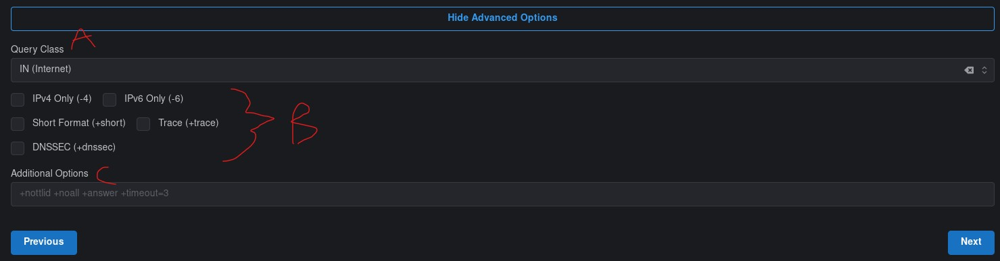 Hide Advanced Options
Query Class A
IN (Internet)
IPv4 Only (-4) IPv6 Only (-6)
Short Format (+short) Trace (+trace)
B
DNSSEC (+dnssec)
Additional Options C
+nottlid +noall +answer +timeout=3
Previous Next